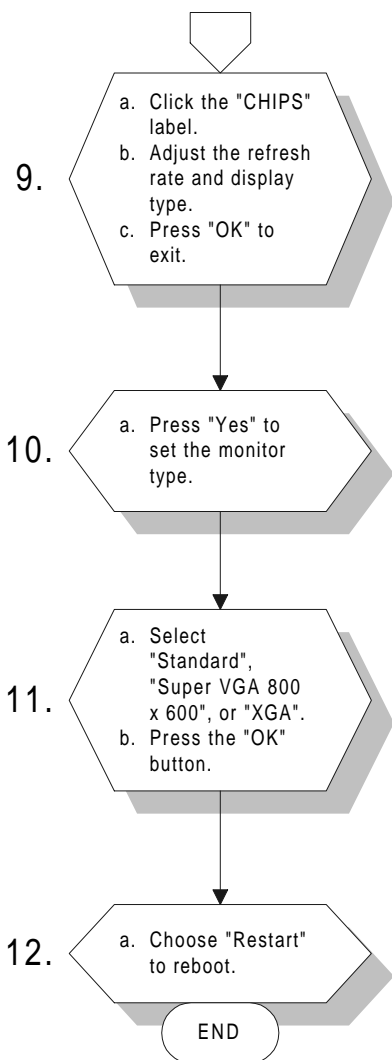 9.
a. Click the "CHIPS"
label.
b. Adjust the refresh
rate and display
type.
c. Press "OK" to
exit.
10.
a. Press "Yes" to
set the monitor
type.
11.
a. Select
"Standard",
"Super VGA 800
x 600", or "XGA".
b. Press the "OK"
button.
12.
a. Choose "Restart"
to reboot.
END